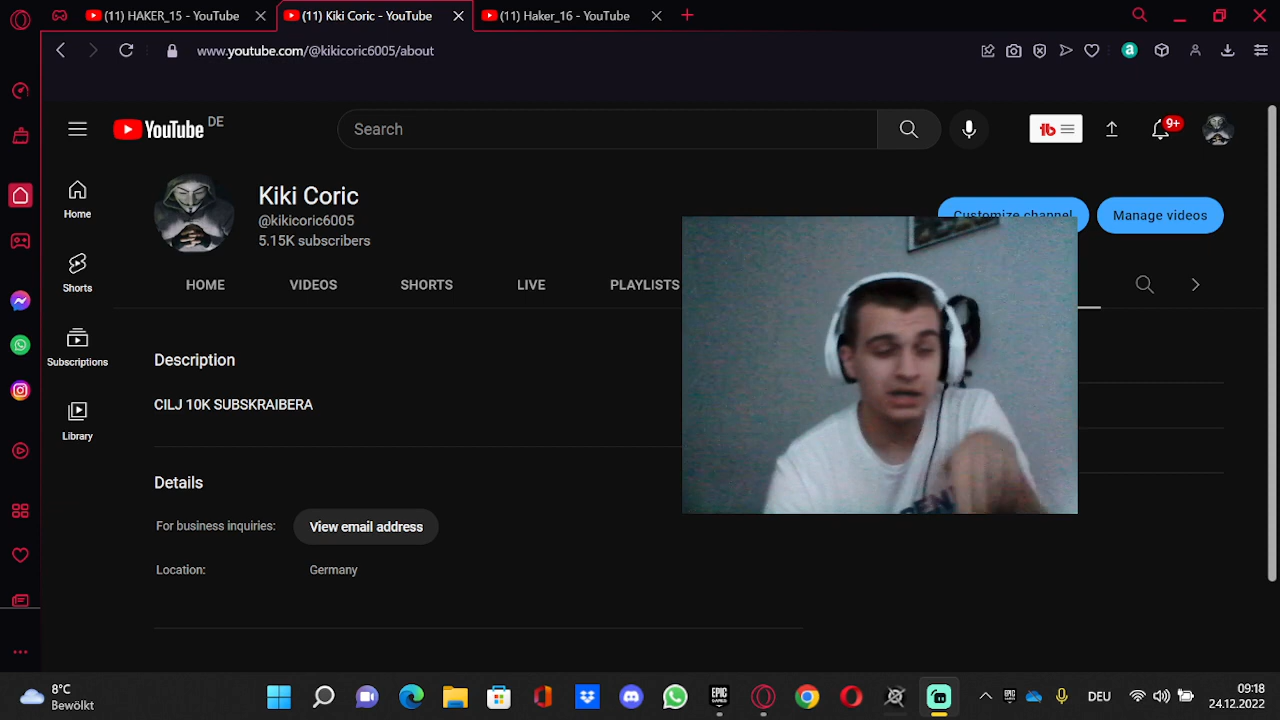 (11) HAKER_15 - YouTube
(11) Kiki Coric - YouTube
(11) Haker_16 - YouTube
www.youtube.com/@kikicoric6005/about
YouTube DE
Search
9+
Home
Shorts
Subscriptions
Library
Kiki Coric
@kikicoric6005
5.15K subscribers
Customize channel
Manage videos
HOME
VIDEOS
SHORTS
LIVE
PLAYLISTS
Description
CILJ 10K SUBSKRAIBERA
Details
For business inquiries:
View email address
Location:
Germany
8°C
Bewölkt
EPIC GAMES
DEU
09:18
24.12.2022